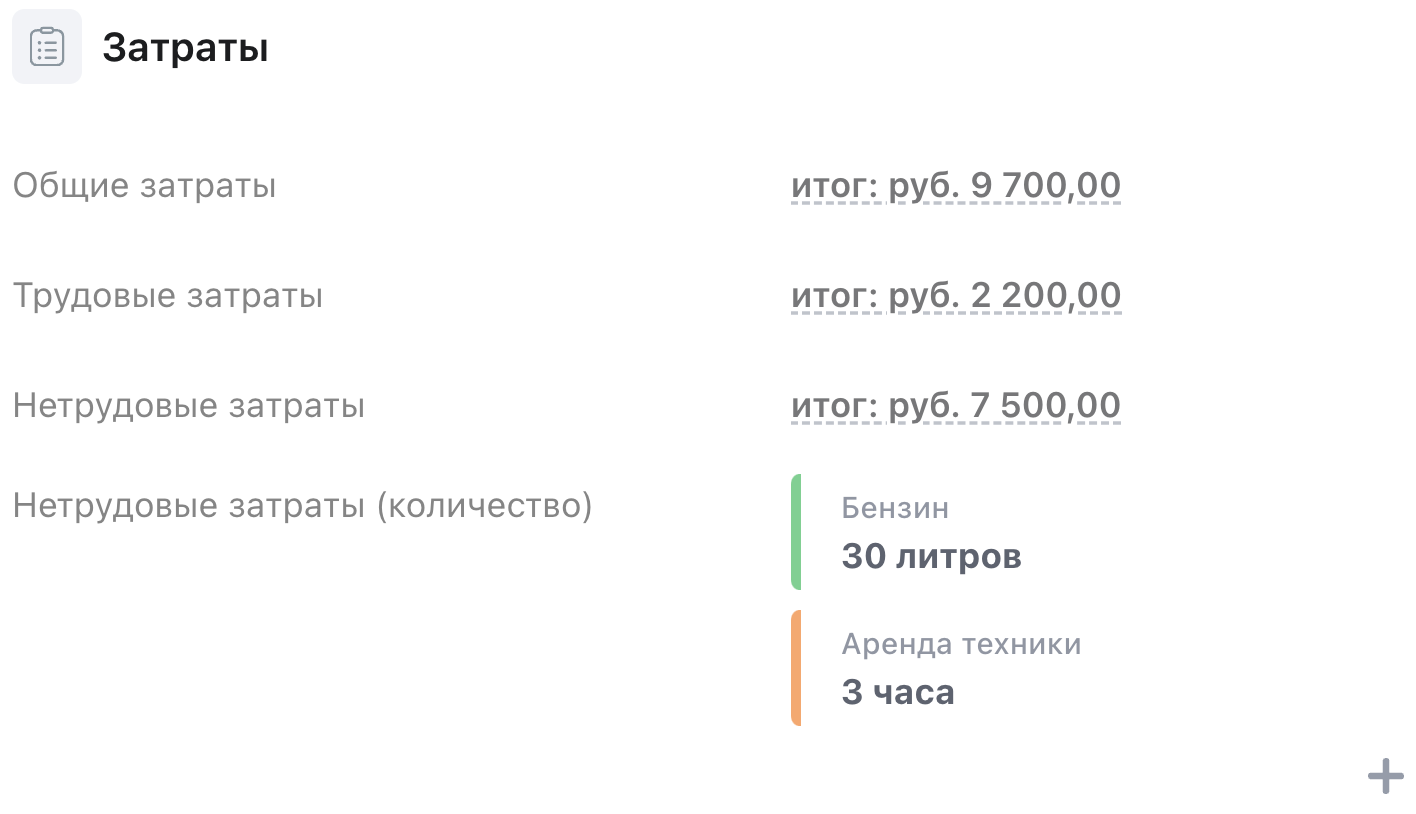 Затраты
Общие затраты
итог: руб. 9 700,00
Трудовые затраты
итог: руб. 2 200,00
Нетрудовые затраты
итог: руб. 7 500,00
Нетрудовые затраты (количество)
Бензин
30 литров
Аренда техники
3 часа